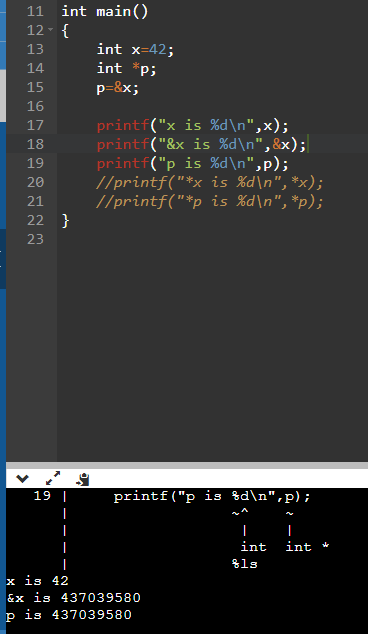 11 int main()
12 {
13     int x=42;
14     int *p;
15     p=&x;
16
17     printf("x is %d\n",x);
18     printf("&x is %d\n",&x);
19     printf("p is %d\n",p);
20     //printf("*x is %d\n",*x);
21     //printf("*p is %d\n",*p);
22 }
23
   19 |     printf("p is %d\n",p);
      |                  ~^    ~
      |                   |    |
      |                   int  int *
      |                  %ls
x is 42
&x is 437039580
p is 437039580